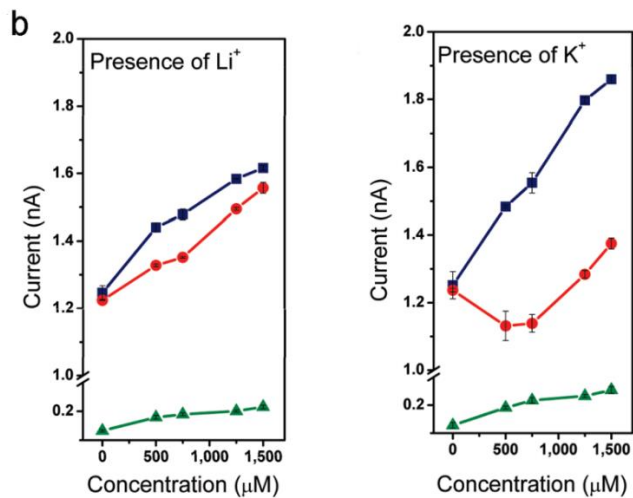 b
Presence of Li⁺
Current (nA)
2.0
1.8
1.6
1.4
1.2
1.0
0.2
0 500 1,000 1,500
Concentration (μM)
Presence of K⁺
Current (nA)
2.0
1.8
1.6
1.4
1.2
1.0
0.2
0 500 1,000 1,500
Concentration (μM)